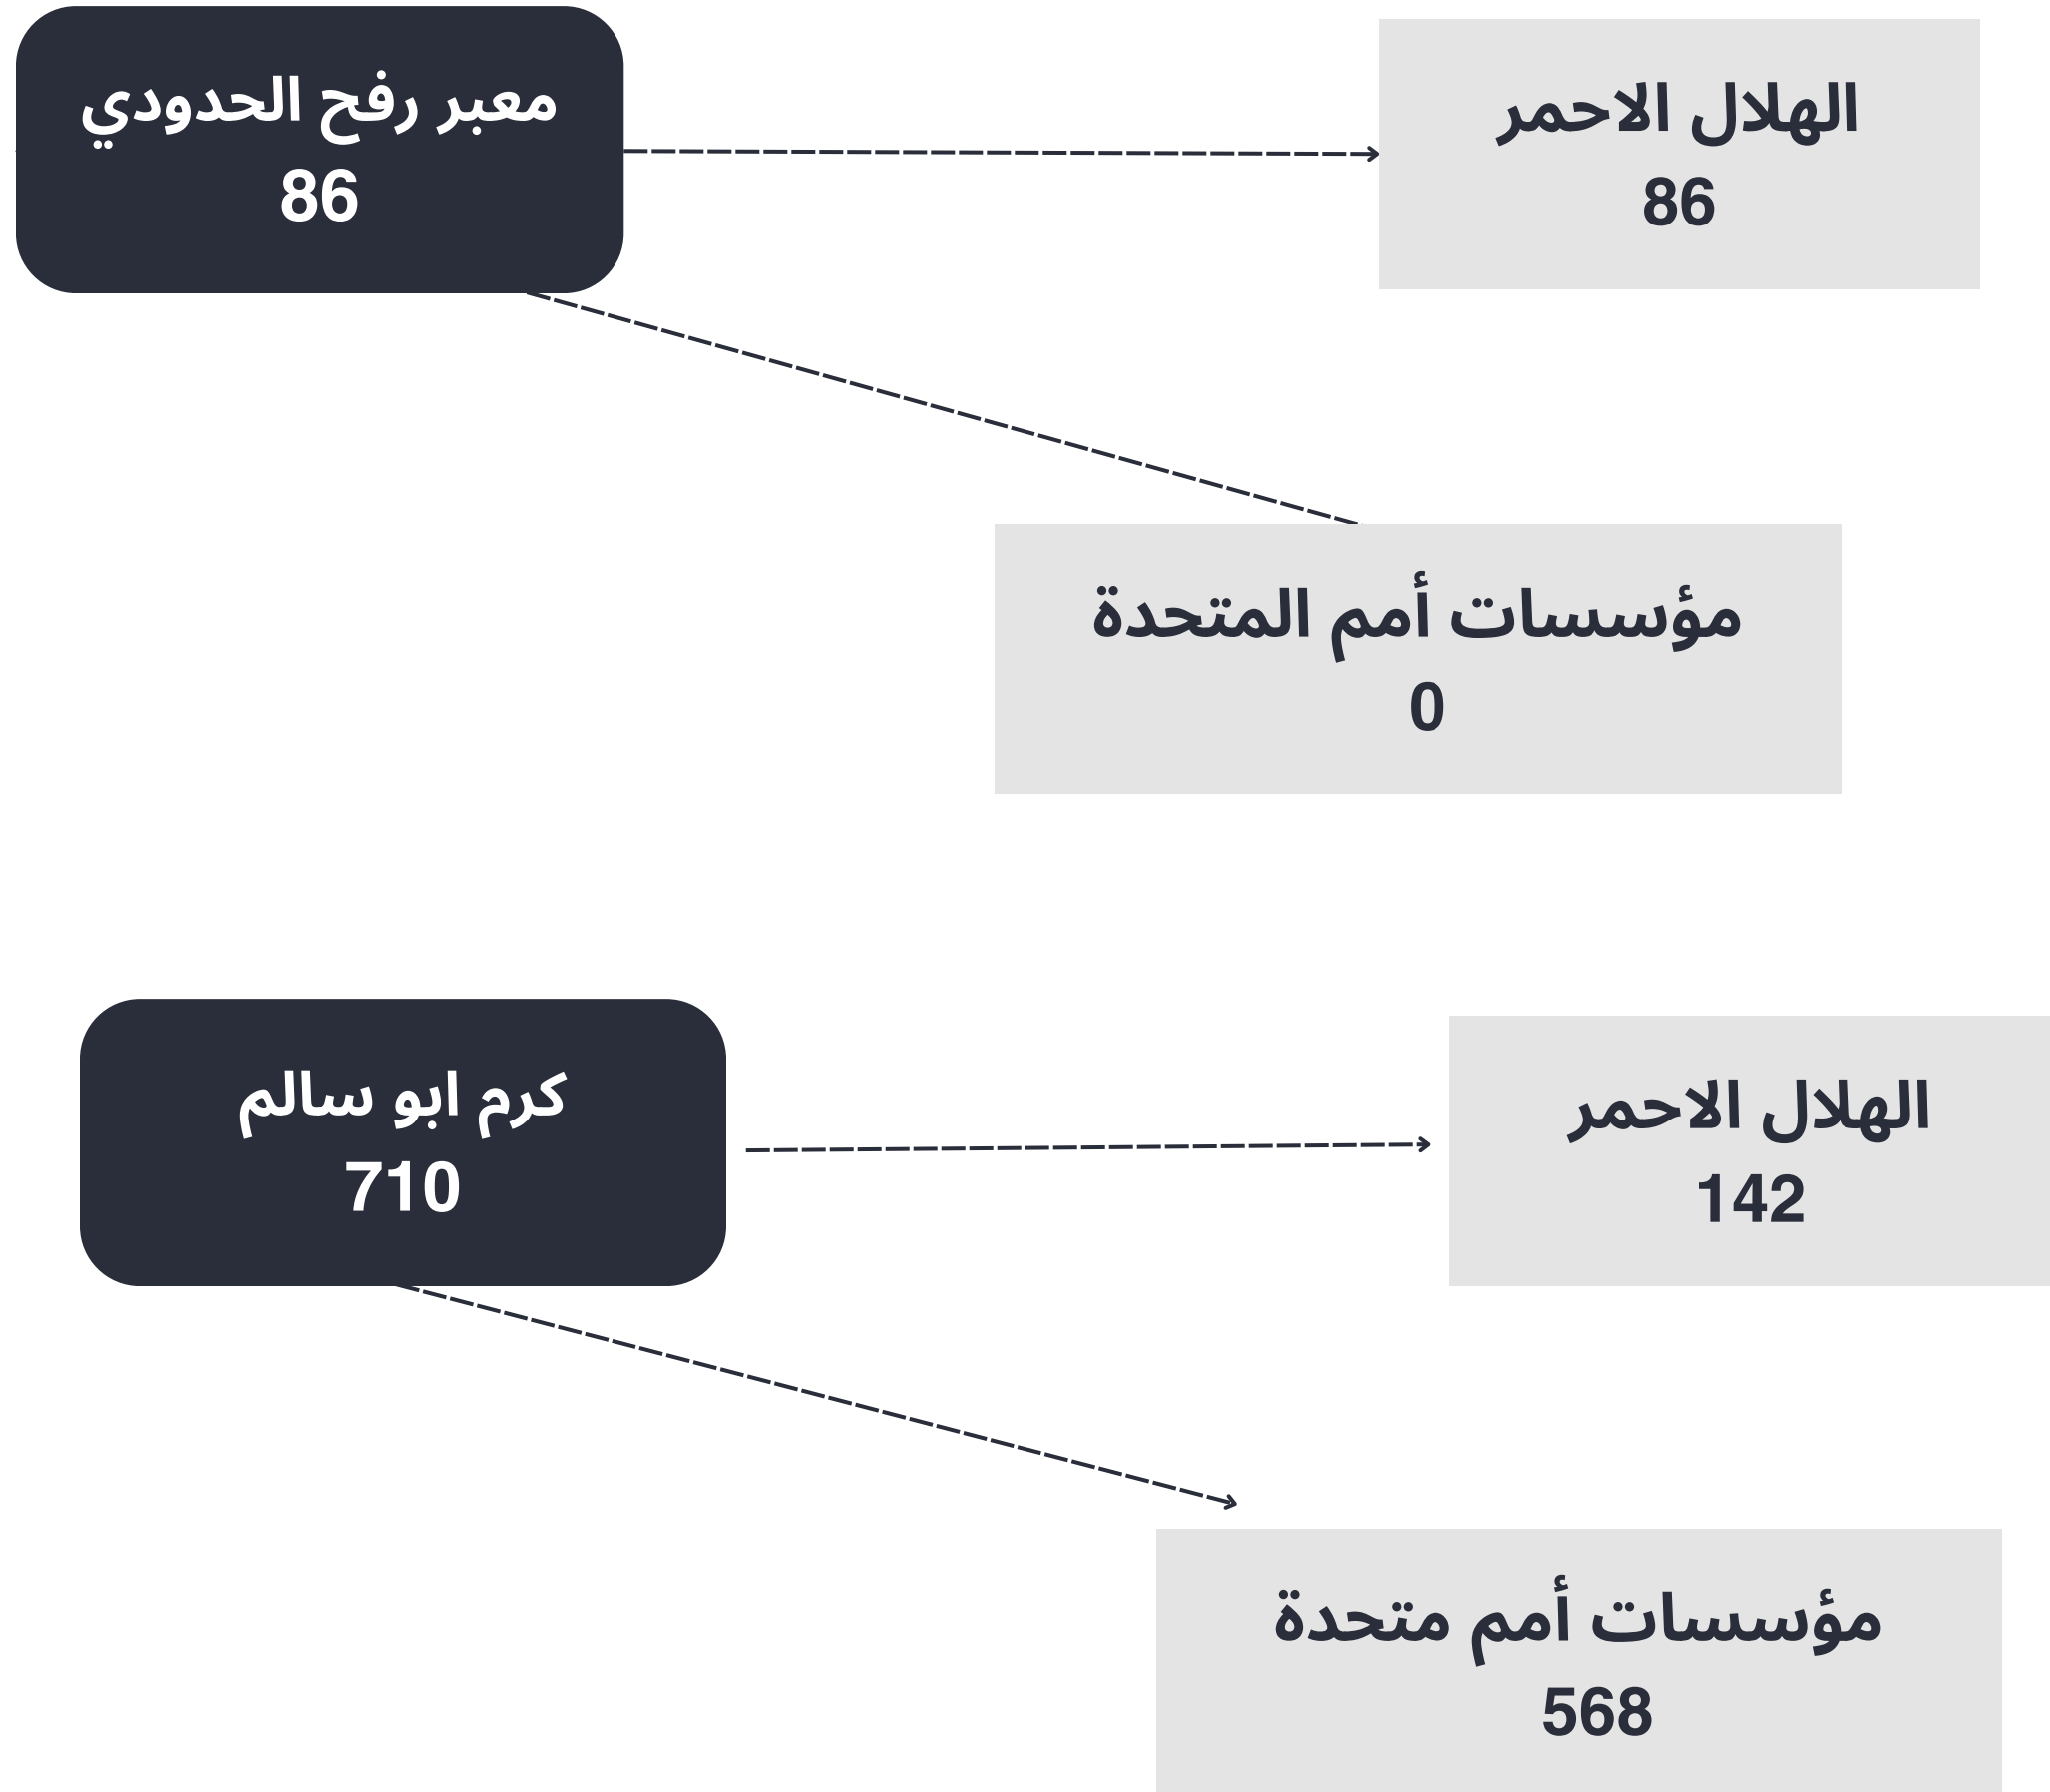 معبر رفح الحدودي
86
الهلال الاحمر
86
مؤسسات أمم المتحدة
0
كرم ابو سالم
710
الهلال الاحمر
142
مؤسسات أمم متحدة
568